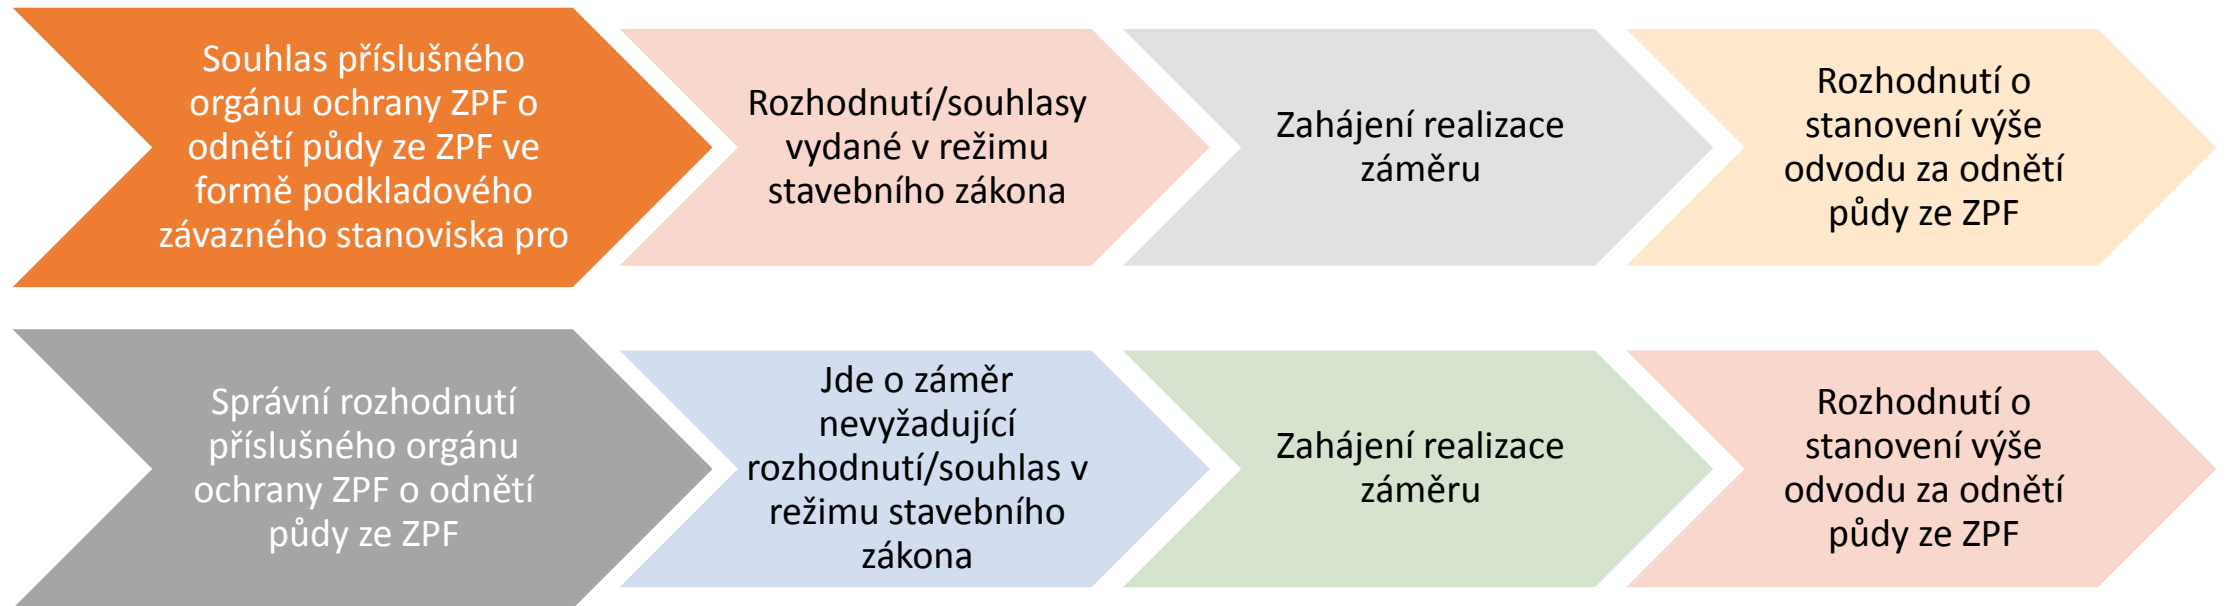 Souhlas příslušného
orgánu ochrany ZPF o
odnětí půdy ze ZPF ve
formě podkladového
závazného stanoviska pro
Rozhodnutí/souhlasy
vydané v režimu
stavebního zákona
Zahájení realizace
záměru
Rozhodnutí o
stanovení výše
odvodu za odnětí
půdy ze ZPF
Správní rozhodnutí
příslušného orgánu
ochrany ZPF o odnětí
půdy ze ZPF
Jde o záměr
nevyžadující
rozhodnutí/souhlas v
režimu stavebního
zákona
Zahájení realizace
záměru
Rozhodnutí o
stanovení výše
odvodu za odnětí
půdy ze ZPF